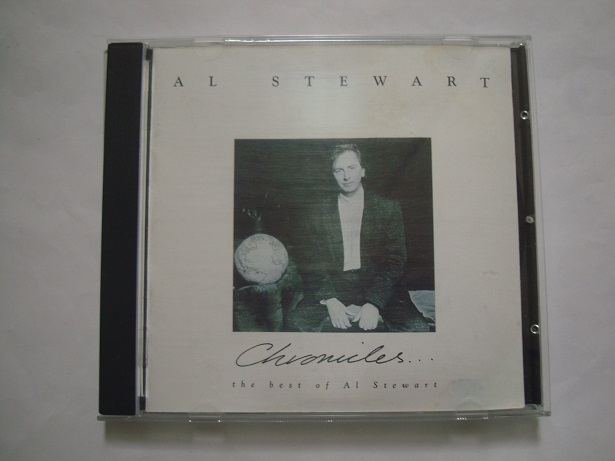 AL STEWART
Chronicles...
the best of Al Stewart